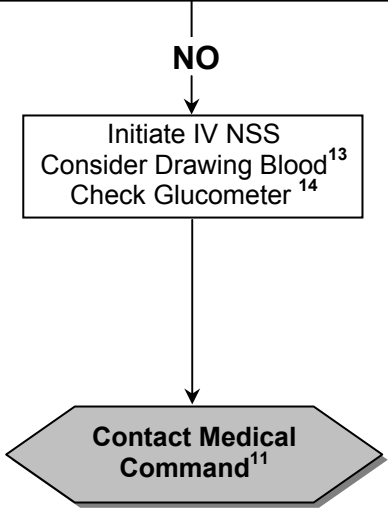 NO
Initiate IV NSS
Consider Drawing Blood13
Check Glucometer 14
Contact Medical
Command11